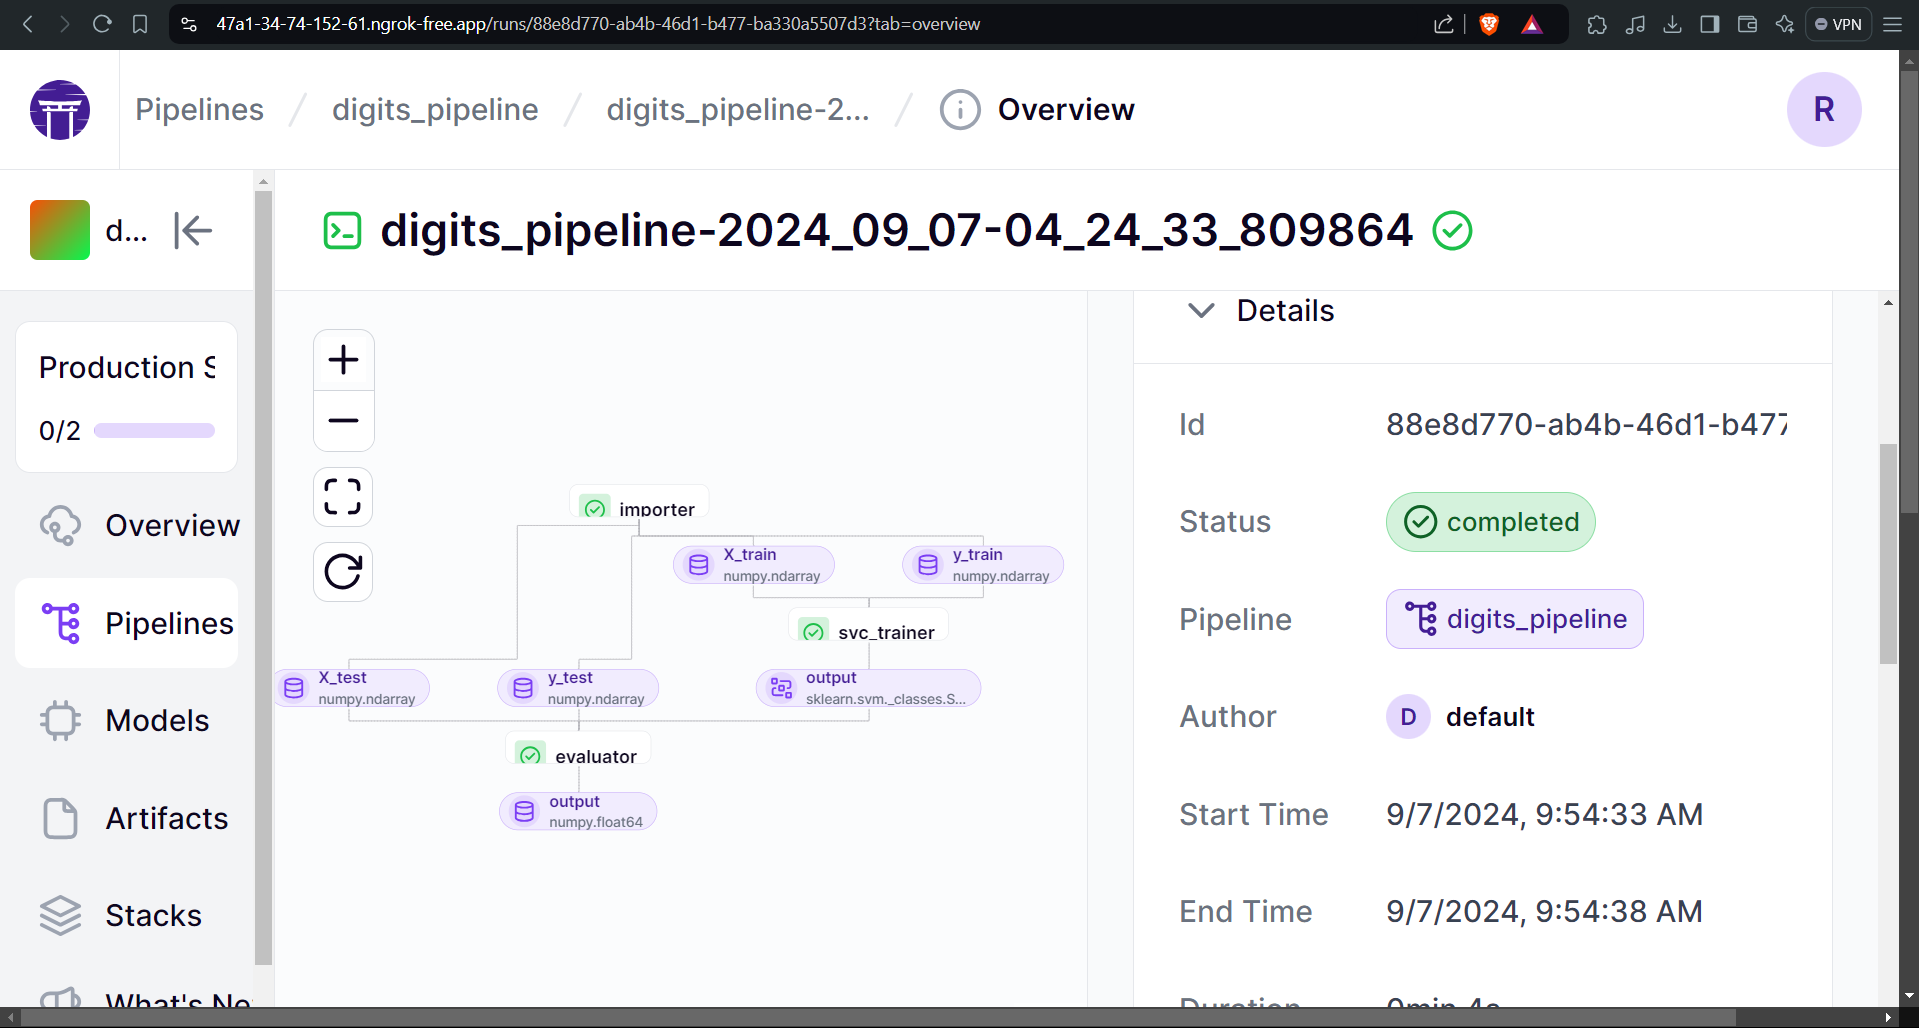 47a1-34-74-152-61.ngrok-free.app/runs/88e8d770-ab4b-46d1-b477-ba330a5507d3?tab=overview
VPN
Pipelines / digits_pipeline / digits_pipeline-2... / Overview
R
d...
digits_pipeline-2024_09_07-04_24_33_809864
Production S
0/2
Overview
Pipelines
Models
Artifacts
Stacks
What's Ne
importer
X_train
numpy.ndarray
y_train
numpy.ndarray
svc_trainer
X_test
numpy.ndarray
y_test
numpy.ndarray
output
sklearn.svm._classes.S...
evaluator
output
numpy.float64
Details
Id 88e8d770-ab4b-46d1-b477
Status completed
Pipeline digits_pipeline
Author D default
Start Time 9/7/2024, 9:54:33 AM
End Time 9/7/2024, 9:54:38 AM
Duration 0min 4s